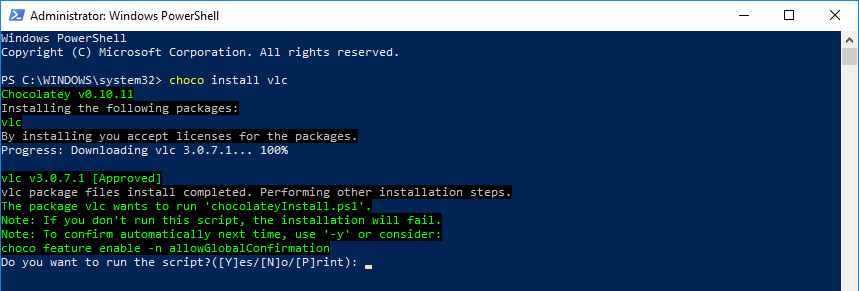 Administrator: Windows PowerShell
Windows PowerShell
Copyright (C) Microsoft Corporation. All rights reserved.
PS C:\WINDOWS\system32> choco install vlc
Chocolatey v0.10.11
Installing the following packages:
vlc
By installing you accept licenses for the packages.
Progress: Downloading vlc 3.0.7.1... 100%
vlc v3.0.7.1 [Approved]
vlc package files install completed. Performing other installation steps.
The package vlc wants to run 'chocolateyInstall.ps1'.
Note: If you don't run this script, the installation will fail.
Note: To confirm automatically next time, use '-y' or consider:
choco feature enable -n allowGlobalConfirmation
Do you want to run the script?([Y]es/[N]o/[P]rint):